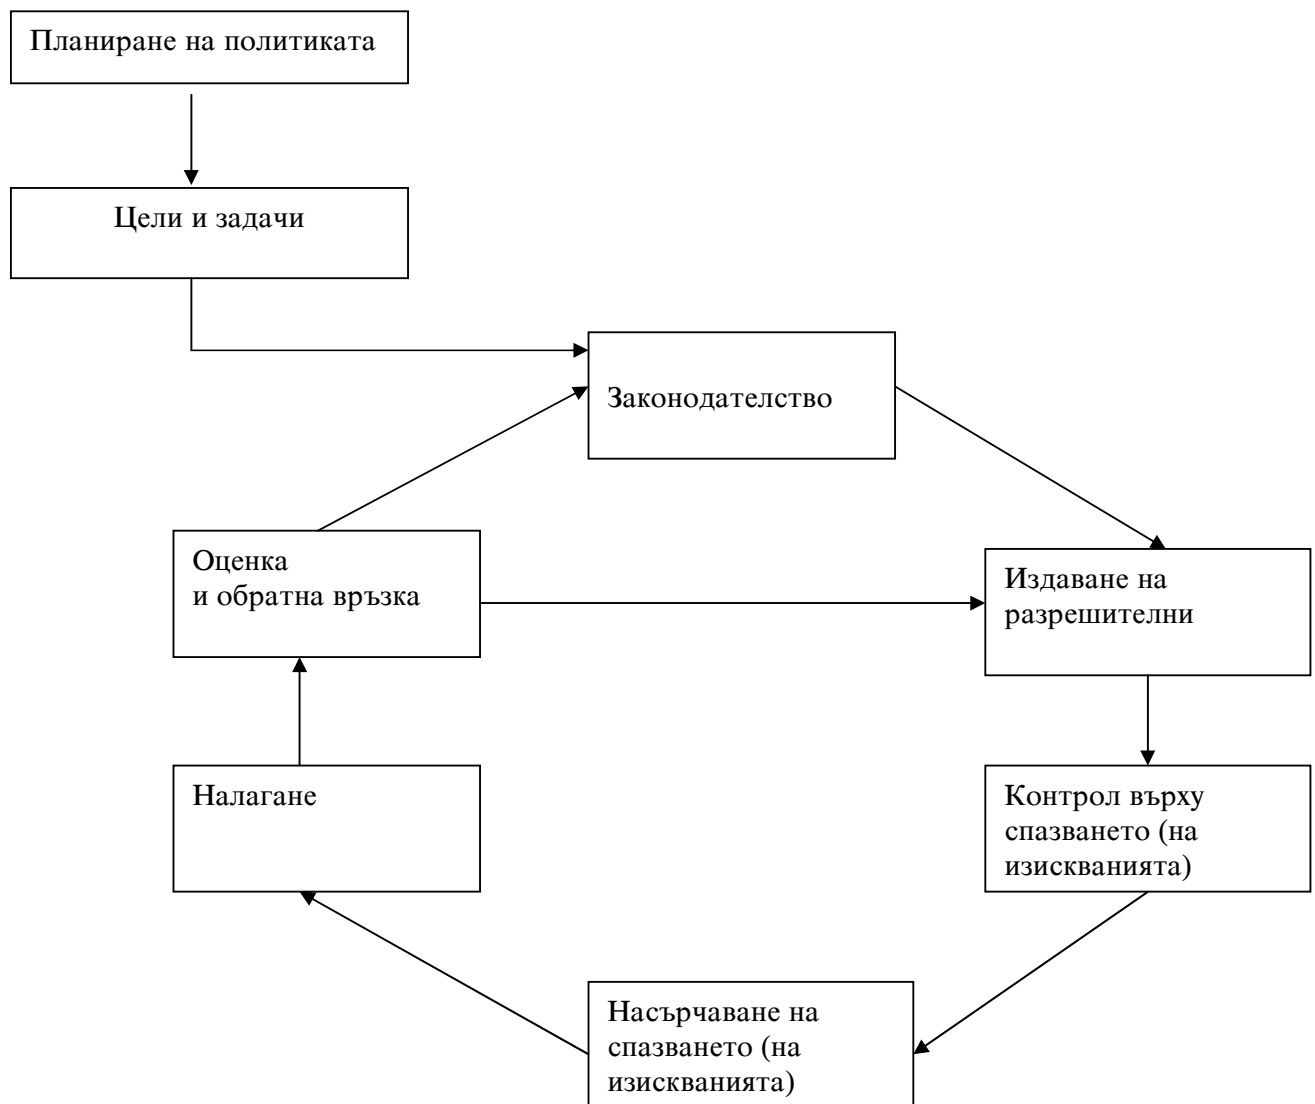 Планиране на политиката
Цели и задачи
Законодателство
Оценка
и обратна връзка
Издаване на
разрешителни
Налагане
Контрол върху
спазването (на
изискванията)
Насърчаване на
спазването (на
изискванията)